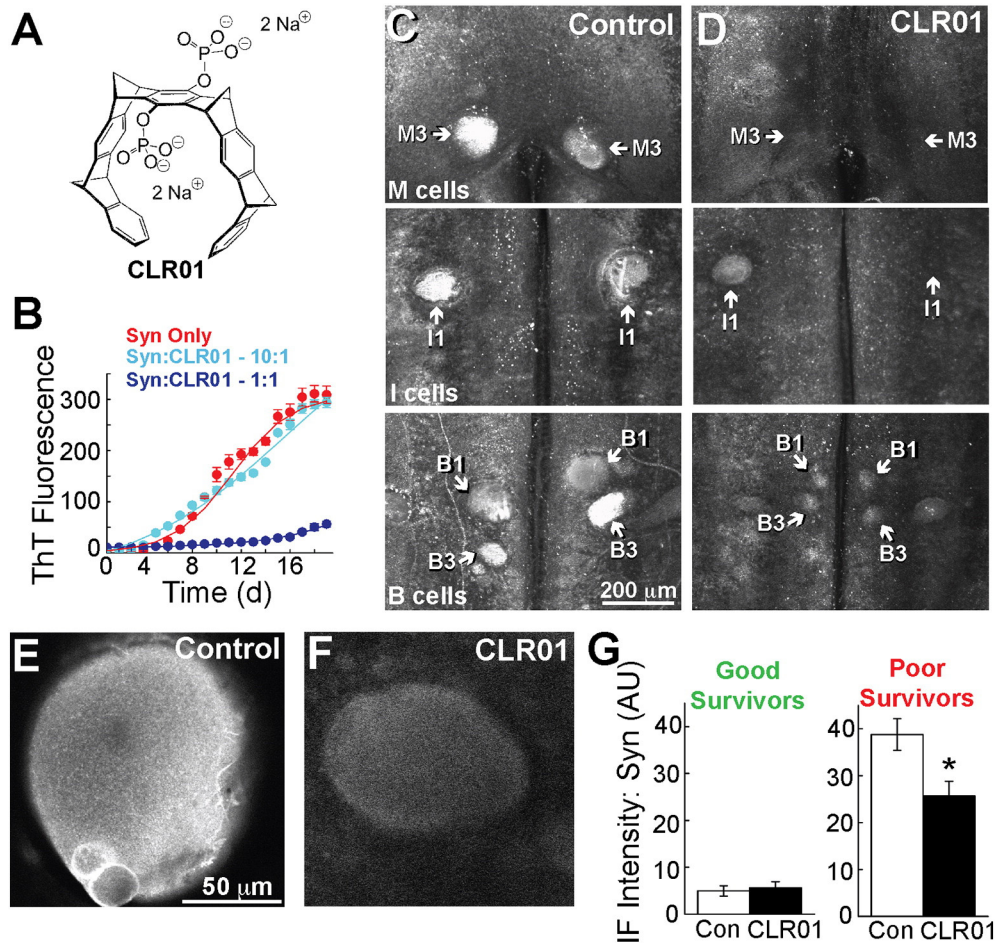 A
2 Na⊕
O
P
O⊖
O⊖
O
O
P
O
O⊖
O⊖
2 Na⊕
CLR01
B
Syn Only
Syn:CLR01 - 10:1
Syn:CLR01 - 1:1
ThT Fluorescence
300
200
100
0
0 4 8 12 16
Time (d)
C Control
M3 M3
M cells
I1 I1
I cells
B1 B1
B3 B3
B cells 200 µm
D CLR01
M3 M3
I1 I1
B1 B1
B3 B3
E Control
50 µm
F CLR01
G
Good
Survivors
Poor
Survivors
IF Intensity: Syn (AU)
40
30
20
10
0
Con CLR01
40
30
20
10
0
*
Con CLR01